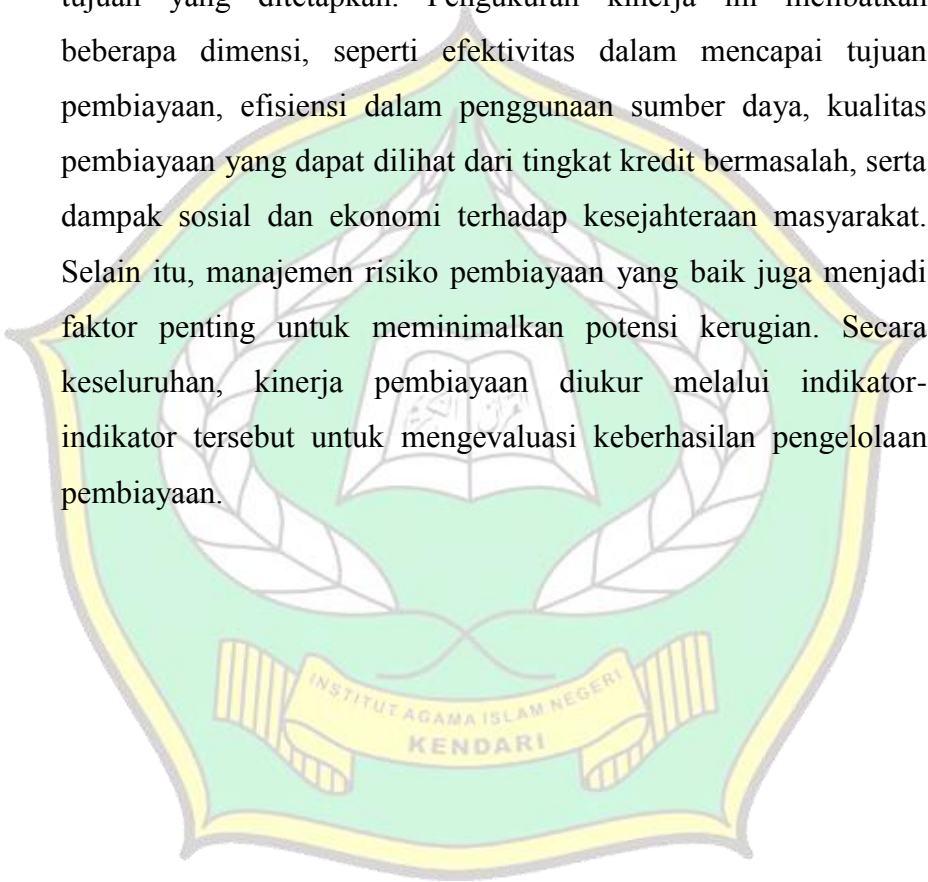 tujuan yang ditetapkan. Pengukuran kinerja ini melibatkan
beberapa dimensi, seperti efektivitas dalam mencapai tujuan
pembiayaan, efisiensi dalam penggunaan sumber daya, kualitas
pembiayaan yang dapat dilihat dari tingkat kredit bermasalah, serta
dampak sosial dan ekonomi terhadap kesejahteraan masyarakat.
Selain itu, manajemen risiko pembiayaan yang baik juga menjadi
faktor penting untuk meminimalkan potensi kerugian. Secara
keseluruhan, kinerja pembiayaan diukur melalui indikator-
indikator tersebut untuk mengevaluasi keberhasilan pengelolaan
pembiayaan.
INSTITUT AGAMA ISLAM NEGERI
KENDARI